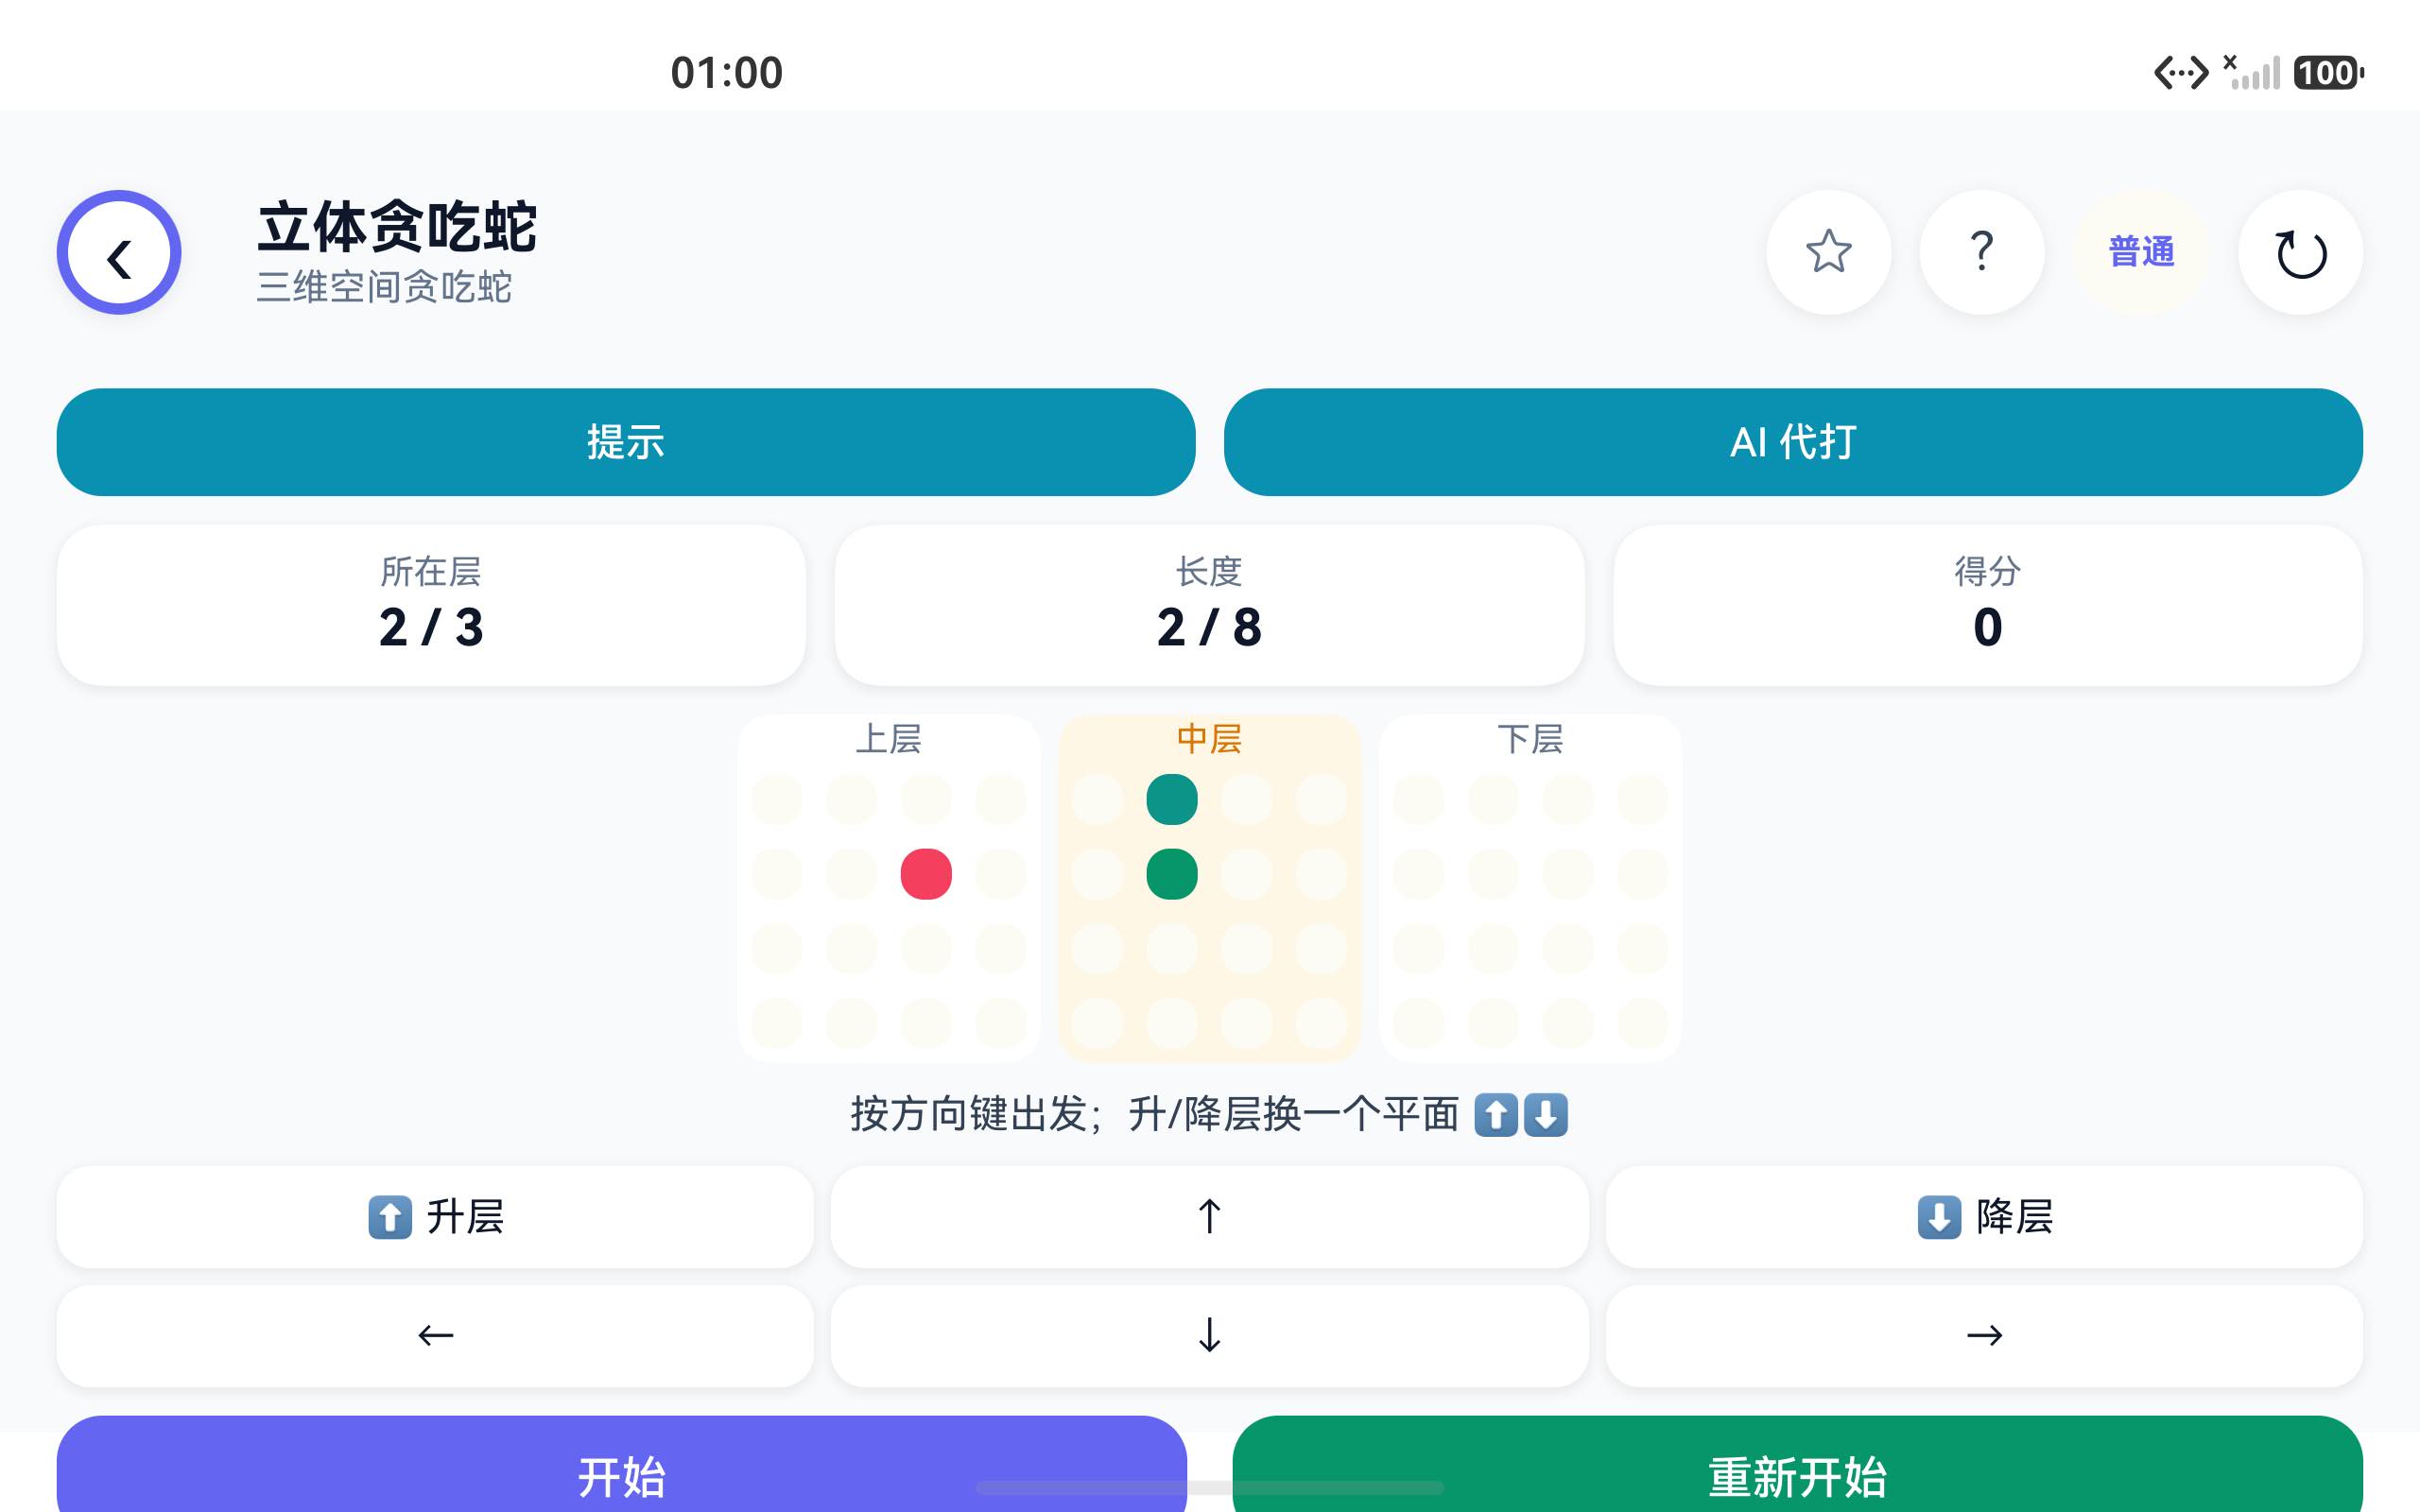 01:00
100
立体贪吃蛇
三维空间贪吃蛇
?
普通
提示
AI 代打
所在层
2 / 3
长度
2 / 8
得分
0
上层
中层
下层
按方向键出发；升/降层换一个平面 ⬆️⬇️
⬆️ 升层
↑
⬇️ 降层
←
↓
→
开始
重新开始